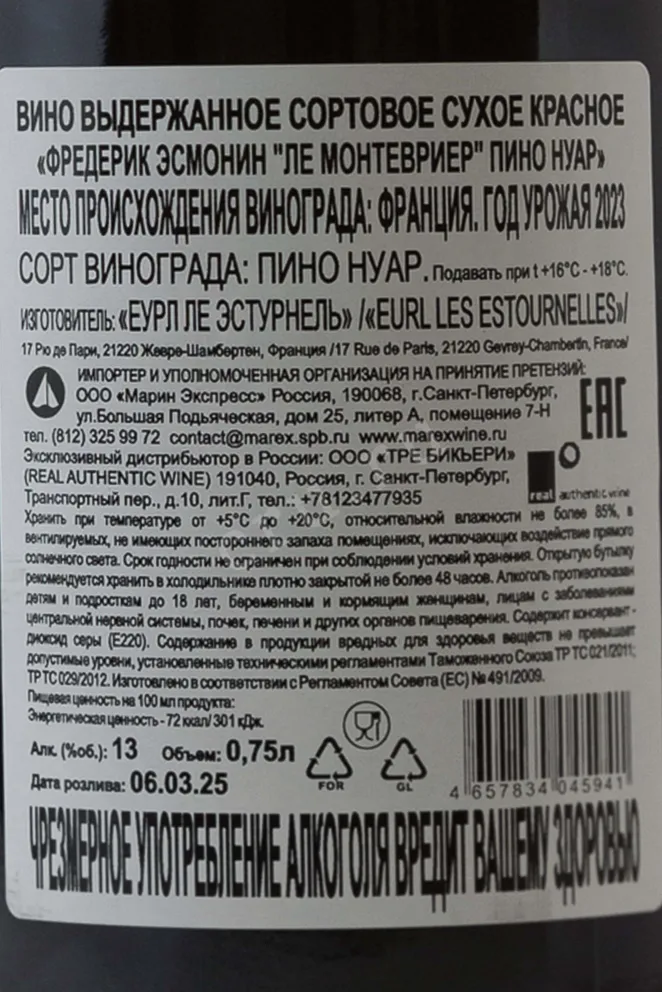 ВИНО ВЫДЕРЖАННОЕ СОРТОВОЕ СУХОЕ КРАСНОЕ
«ФРЕДЕРИК ЭСМОНИН "ЛЕ МОНТЕВРИЕР" ПИНО НУАР»
МЕСТО ПРОИСХОЖДЕНИЯ ВИНОГРАДА: ФРАНЦИЯ. ГОД УРОЖАЯ 2023
СОРТ ВИНОГРАДА: ПИНО НУАР. Подавать при t +16°C - +18°C.
ИЗГОТОВИТЕЛЬ: «ЕУРЛ ЛЕ ЭСТУРНЕЛЬ» /«EURL LES ESTOURNELLES»/
17 Рю де Пари, 21220 Жевре-Шамбертен, Франция /17 Rue de Paris, 21220 Gevrey-Chambertin, France/
ИМПОРТЕР И УПОЛНОМОЧЕННАЯ ОРГАНИЗАЦИЯ НА ПРИНЯТИЕ ПРЕТЕНЗИЙ:
ООО «Марин Экспресс» Россия, 190068, г.Санкт-Петербург,
ул.Большая Подьяческая, дом 25, литер А, помещение 7-Н
EAC
тел. (812) 325 99 72 contact@marex.spb.ru www.marexwine.ru
Эксклюзивный дистрибьютор в России: ООО «ТРЕ БИКЬЕРИ»
(REAL AUTHENTIC WINE) 191040, Россия, г. Санкт-Петербург,
Транспортный пер., д.10, лит.Г, тел.: +78123477935
real authentic wine
Хранить при температуре от +5°C до +20°C, относительной влажности не более 85%, в
вентилируемых, не имеющих постороннего запаха помещениях, исключающих воздействие прямого
солнечного света. Срок годности не ограничен при соблюдении условий хранения. Открытую бутылку
рекомендуется хранить в холодильнике плотно закрытой не более 48 часов. Алкоголь противопоказан
детям и подросткам до 18 лет, беременным и кормящим женщинам, лицам с заболеваниями
центральной нервной системы, почек, печени и других органов пищеварения. Содержит консервант -
диоксид серы (Е220). Содержание в продукции вредных для здоровья веществ не превышает
допустимые уровни, установленные техническими регламентами Таможенного Союза ТР ТС 021/2011,
ТР ТС 029/2012. Изготовлено в соответствии с Регламентом Совета (ЕС) № 491/2009.
Пищевая ценность на 100 мл продукта:
Энергетическая ценность - 72 ккал/ 301 кДж.
Алк. (%об.): 13 Объем: 0,75л
Дата розлива: 06.03.25
FOR
GL
4 657834 045941
ЧРЕЗМЕРНОЕ УПОТРЕБЛЕНИЕ АЛКОГОЛЯ ВРЕДИТ ВАШЕМУ ЗДОРОВЬЮ